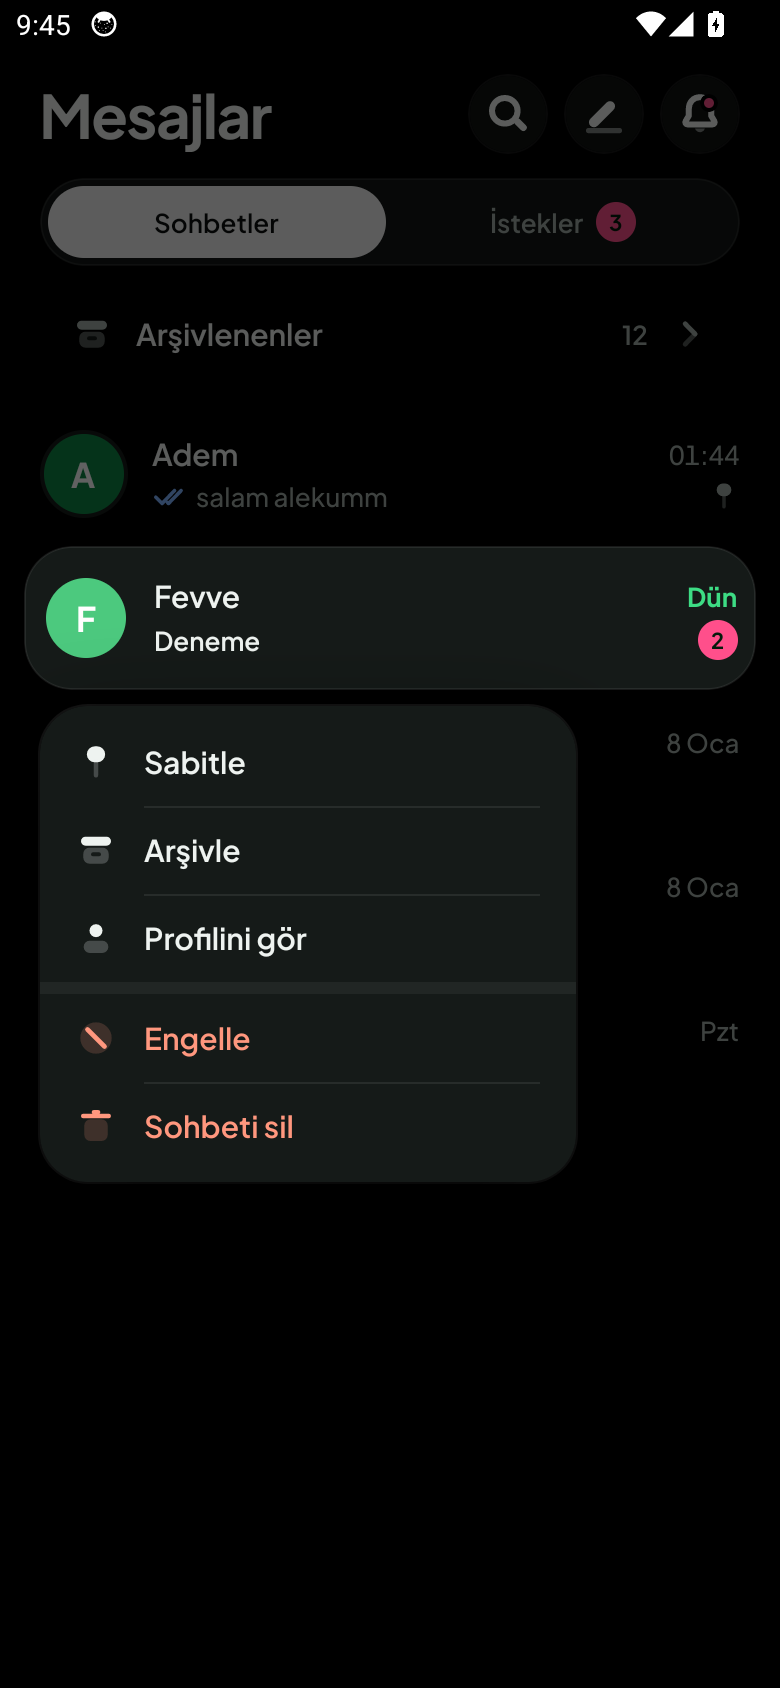 9:45
Mesajlar
Sohbetler
İstekler 3
Arşivlenenler 12
A Adem 01:44
salam alekumm
F Fevve Dün
Deneme 2
8 Oca
Sabitle
Arşivle
8 Oca
Profilini gör
Pzt
Engelle
Sohbeti sil